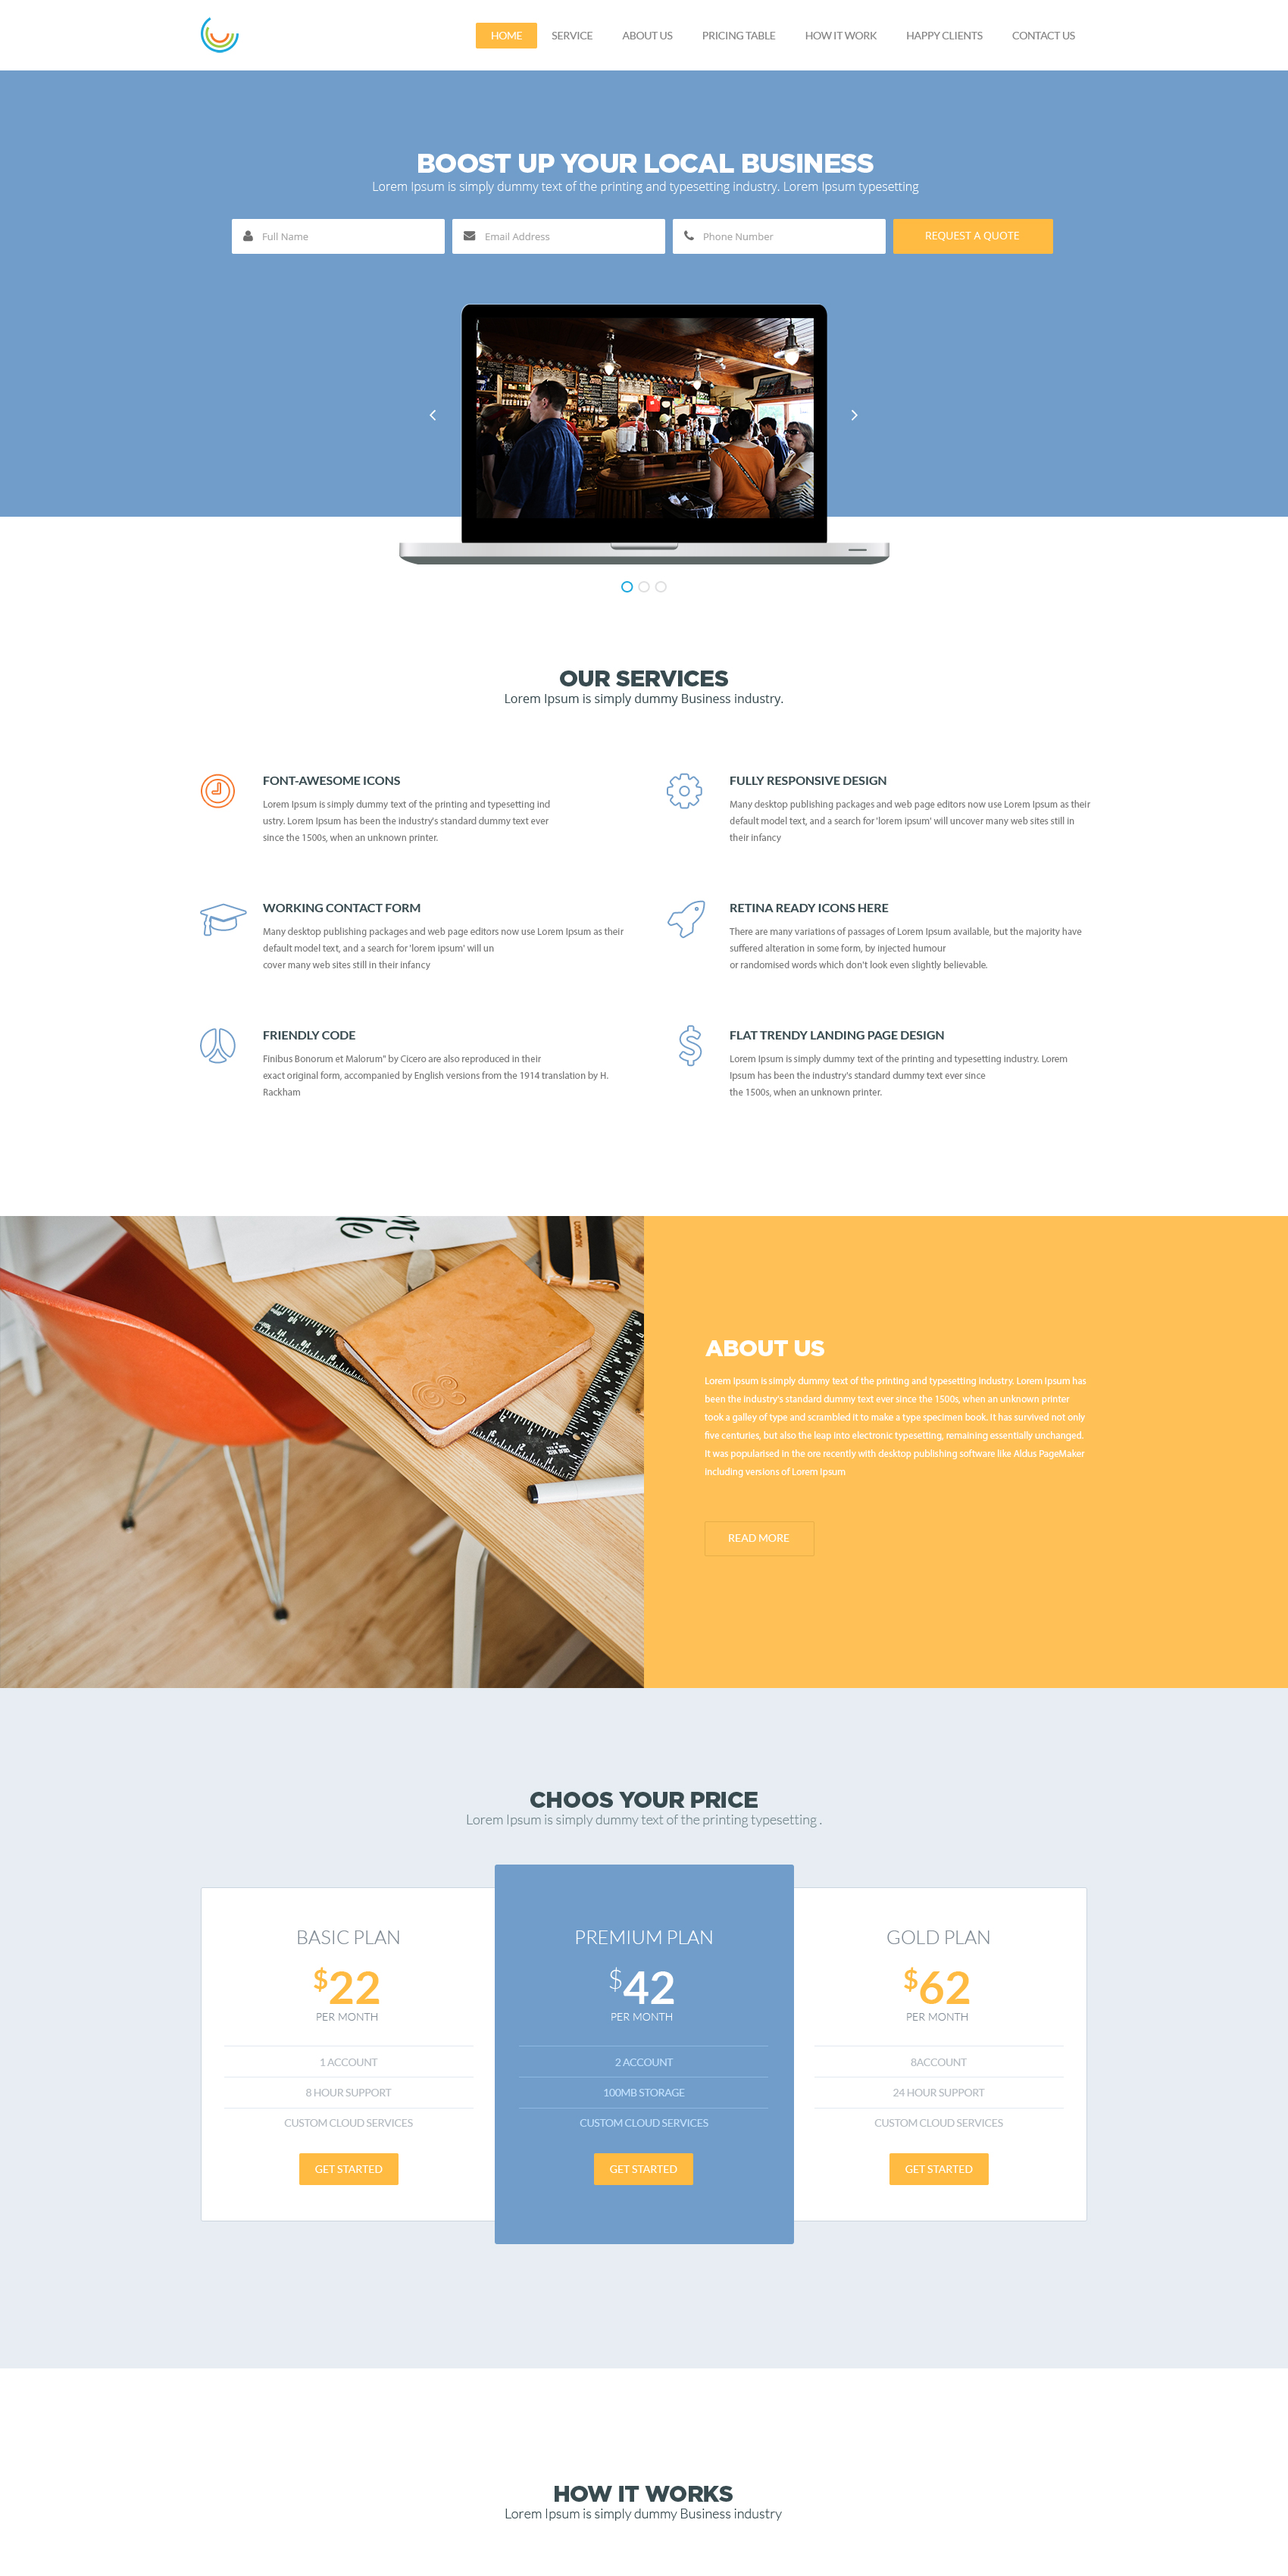 HOME SERVICE ABOUT US PRICING TABLE HOW IT WORK HAPPY CLIENTS CONTACT US
BOOST UP YOUR LOCAL BUSINESS
Lorem Ipsum is simply dummy text of the printing and typesetting industry. Lorem Ipsum typesetting
Full Name Email Address Phone Number REQUEST A QUOTE
OUR SERVICES
Lorem Ipsum is simply dummy Business industry.
FONT-AWESOME ICONS
Lorem Ipsum is simply dummy text of the printing and typesetting ind
ustry. Lorem Ipsum has been the industry's standard dummy text ever
since the 1500s, when an unknown printer.
FULLY RESPONSIVE DESIGN
Many desktop publishing packages and web page editors now use Lorem Ipsum as their
default model text, and a search for 'lorem ipsum' will uncover many web sites still in
their infancy
WORKING CONTACT FORM
Many desktop publishing packages and web page editors now use Lorem Ipsum as their
default model text, and a search for 'lorem ipsum' will un
cover many web sites still in their infancy
RETINA READY ICONS HERE
There are many variations of passages of Lorem Ipsum available, but the majority have
suffered alteration in some form, by injected humour
or randomised words which don't look even slightly believable.
FRIENDLY CODE
Finibus Bonorum et Malorum" by Cicero are also reproduced in their
exact original form, accompanied by English versions from the 1914 translation by H.
Rackham
FLAT TRENDY LANDING PAGE DESIGN
Lorem Ipsum is simply dummy text of the printing and typesetting industry. Lorem
Ipsum has been the industry's standard dummy text ever since
the 1500s, when an unknown printer.
ABOUT US
Lorem Ipsum is simply dummy text of the printing and typesetting industry. Lorem Ipsum has
been the industry's standard dummy text ever since the 1500s, when an unknown printer
took a galley of type and scrambled it to make a type specimen book. It has survived not only
five centuries, but also the leap into electronic typesetting, remaining essentially unchanged.
It was popularised in the ore recently with desktop publishing software like Aldus PageMaker
including versions of Lorem Ipsum
READ MORE
CHOOS YOUR PRICE
Lorem Ipsum is simply dummy text of the printing typesetting .
BASIC PLAN
$22
PER MONTH
1 ACCOUNT
8 HOUR SUPPORT
CUSTOM CLOUD SERVICES
GET STARTED
PREMIUM PLAN
$42
PER MONTH
2 ACCOUNT
100MB STORAGE
CUSTOM CLOUD SERVICES
GET STARTED
GOLD PLAN
$62
PER MONTH
8ACCOUNT
24 HOUR SUPPORT
CUSTOM CLOUD SERVICES
GET STARTED
HOW IT WORKS
Lorem Ipsum is simply dummy Business industry